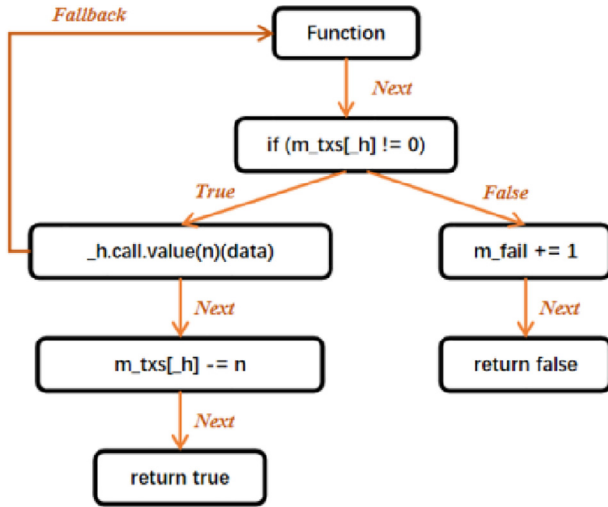 Fallback
Function
Next
if (m_txs[_h] != 0)
True
False
_h.call.value(n)(data)
m_fail += 1
Next
Next
m_txs[_h] -= n
return false
Next
return true